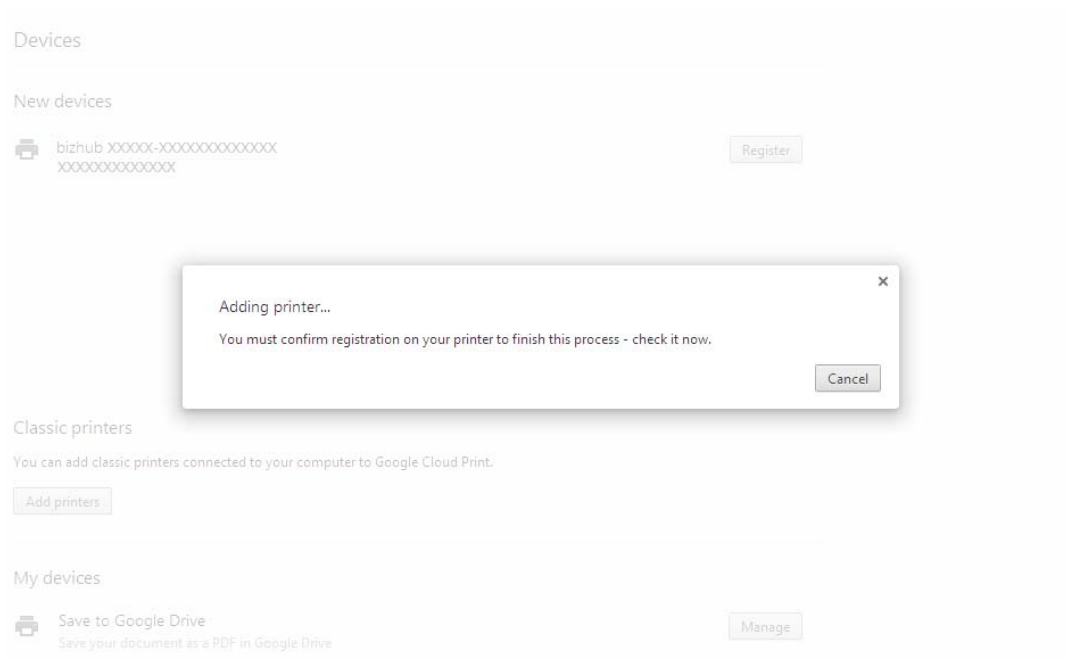 Devices
New devices
bizhub XXXXX-XXXXXXXXXXXXX
XXXXXXXXXXXXX
Register
×
Adding printer...
You must confirm registration on your printer to finish this process - check it now.
Cancel
Classic printers
You can add classic printers connected to your computer to Google Cloud Print.
Add printers
My devices
Save to Google Drive
Save your document as a PDF in Google Drive
Manage